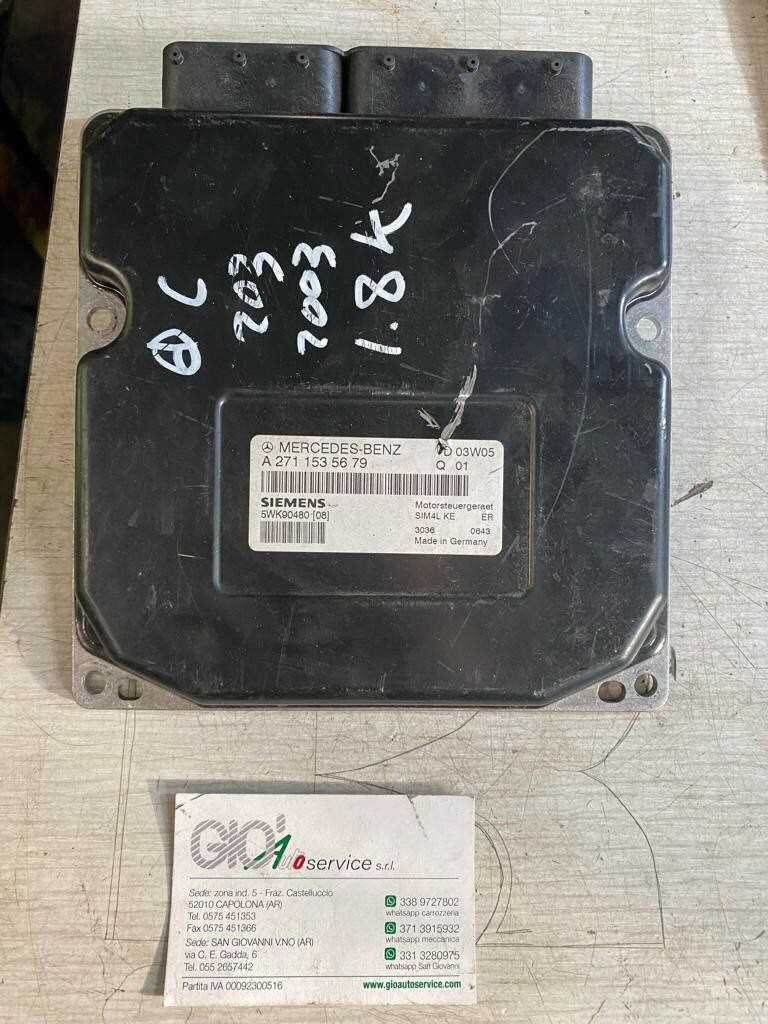 C
203
2003
1.8K
MERCEDES-BENZ
D 03W05
A 271 153 56 79
Q 01
SIEMENS
Motorsteuergeraet
5WK90480 [08]
SIM4L KE ER
3036 0643
Made in Germany
GIO' Autoservice s.r.l.
Sede: zona ind. 5 - Fraz. Castelluccio
52010 CAPOLONA (AR)
Tel. 0575 451353
Fax 0575 451366
Sede: SAN GIOVANNI V.NO (AR)
via C. E. Gadda, 6
Tel. 055 2657442
Partita IVA 00092300516
338 9727802
whatsapp carrozzeria
371 3915932
whatsapp meccanica
331 3280975
whatsapp San Giovanni
www.gioautoservice.com